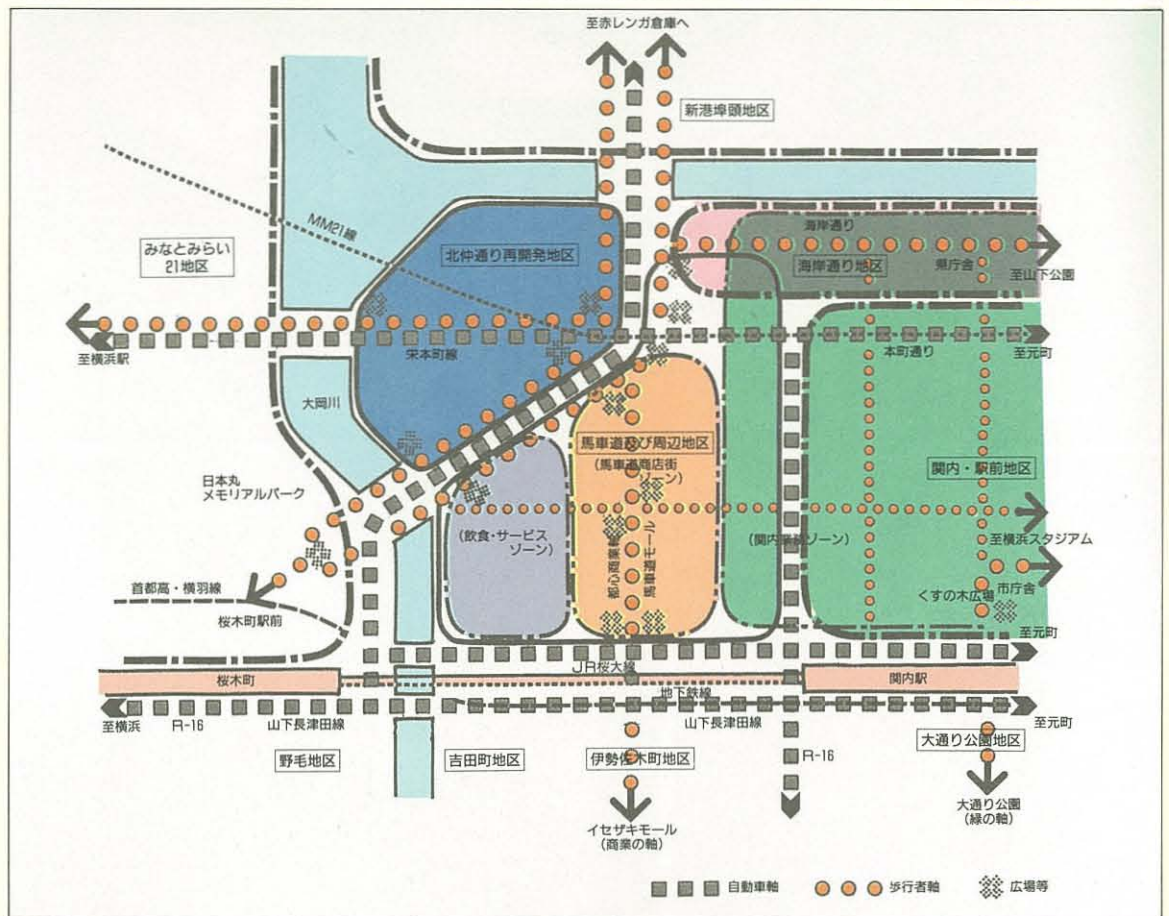 至赤レンガ倉庫へ
新港埠頭地区
海岸通り
みなとみらい
21地区
MM21線
北仲通り再開発地区
海岸通り地区
県庁舎
至山下公園
至横浜駅
栄本町線
本町通り
至元町
大岡川
馬車道及び周辺地区
(馬車道商店街
ゾーン)
関内・駅前地区
日本丸
メモリアルパーク
(飲食・サービス
ゾーン)
都心商業軸
馬車道モール
(関内業務ゾーン)
至横浜スタジアム
首都高・横羽線
くすの木広場
市庁舎
桜木町駅前
至元町
JR桜大線
桜木町
関内駅
地下鉄線
至横浜
R-16
山下長津田線
山下長津田線
至元町
野毛地区
吉田町地区
伊勢佐木町地区
R-16
大通り公園地区
イセザキモール
(商業の軸)
大通り公園
(緑の軸)
自動車軸
歩行者軸
広場等